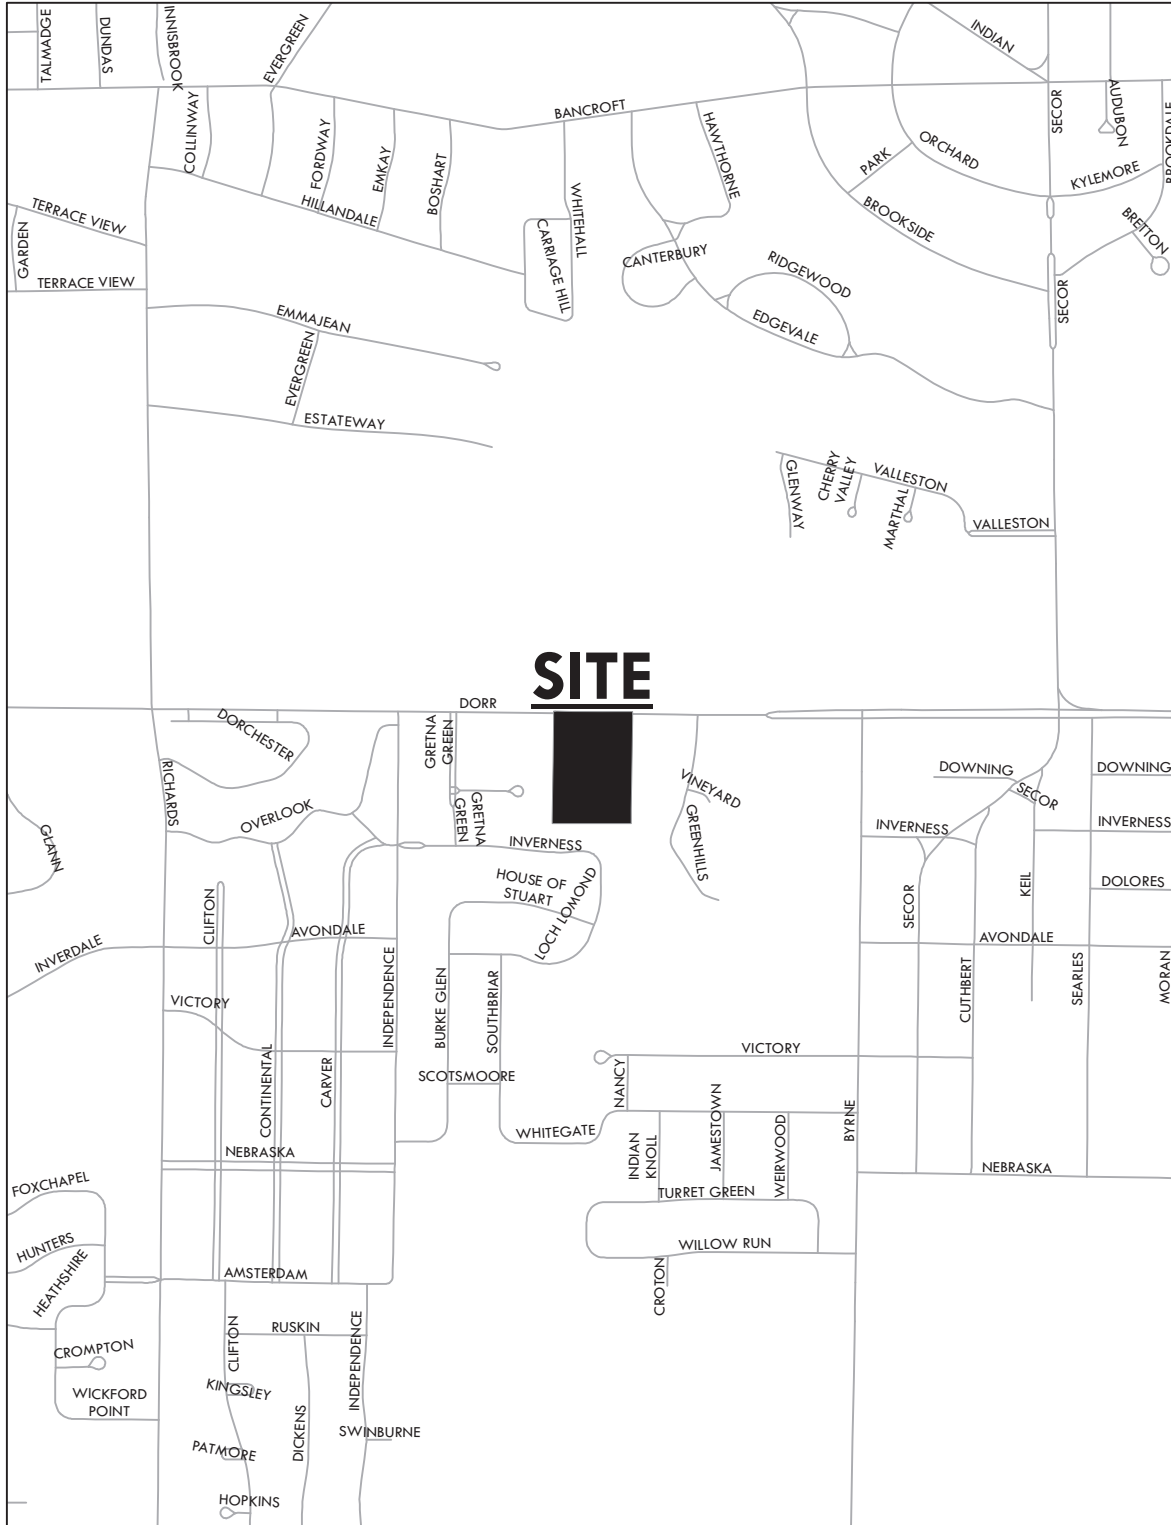 TALMADGE
DUNDAS
INNISBROOK
EVERGREEN
INDIAN
COLLINWAY
FORDWAY
EMKAY
BOSHART
HILLANDALE
BANCROFT
HAWTHORNE
WHITEHALL
CARRIAGE HILL
SECOR
AUDUBON
BROOKDALE
PARK
ORCHARD
KYLEMORE
BROOKSIDE
BRETTON
TERRACE VIEW
GARDEN
TERRACE VIEW
CANTERBURY
RIDGEWOOD
EDGEVALE
SECOR
EMMAJEAN
EVERGREEN
ESTATEWAY
GLENWAY
CHERRY
VALLEY
VALLESTON
MARTHAL
VALLESTON
SITE
DORR
DORCHESTER
GRETNA
GREEN
RICHARDS
OVERLOOK
GRETNA
GREEN
VINEYARD
GREENHILLS
DOWNING
DOWNING
SECOR
INVERNESS
INVERNESS
INVERNESS
GLANN
HOUSE OF
STUART
LOCH LOMOND
KEIL
DOLORES
CLIFTON
SECOR
AVONDALE
AVONDALE
INVERDALE
INDEPENDENCE
BURKE GLEN
SOUTHBRIAR
CUTHBERT
SEARLES
MORAN
VICTORY
VICTORY
CONTINENTAL
CARVER
SCOTSMOORE
NANCY
WHITEGATE
INDIAN
KNOLL
JAMESTOWN
WEIRWOOD
BYRNE
NEBRASKA
NEBRASKA
FOXCHAPEL
TURRET GREEN
HUNTERS
WILLOW RUN
HEATHSHIRE
AMSTERDAM
CROTON
CLIFTON
RUSKIN
INDEPENDENCE
CROMPTON
KINGSLEY
WICKFORD
POINT
DICKENS
SWINBURNE
PATMORE
HOPKINS